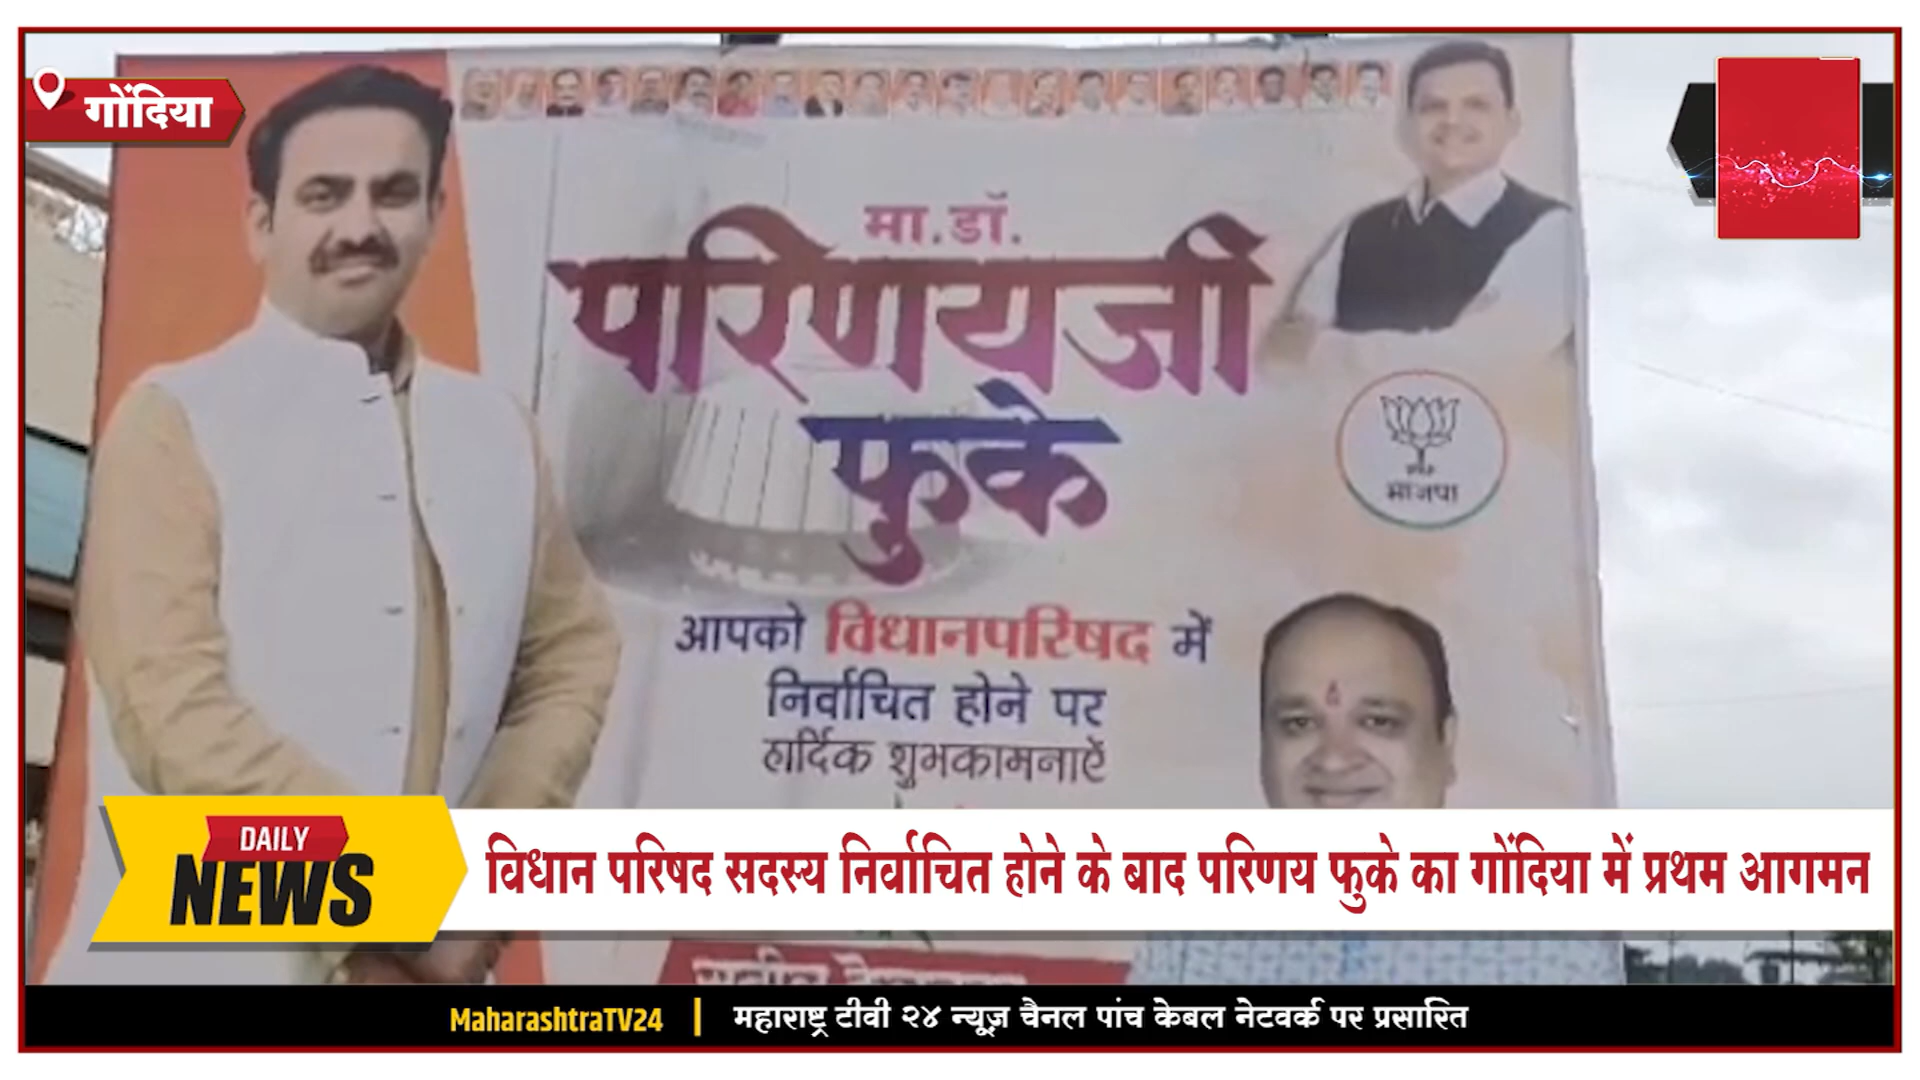 गोंदिया
मा.डॉ.
परिणयजी
फुके
भाजपा
आपको विधानपरिषद में
निर्वाचित होने पर
हार्दिक शुभकामनाऐं
DAILY
NEWS
विधान परिषद सदस्य निर्वाचित होने के बाद परिणय फुके का गोंदिया में प्रथम आगमन
MaharashtraTV24 | महाराष्ट्र टीवी २४ न्यूज़ चैनल पांच केबल नेटवर्क पर प्रसारित